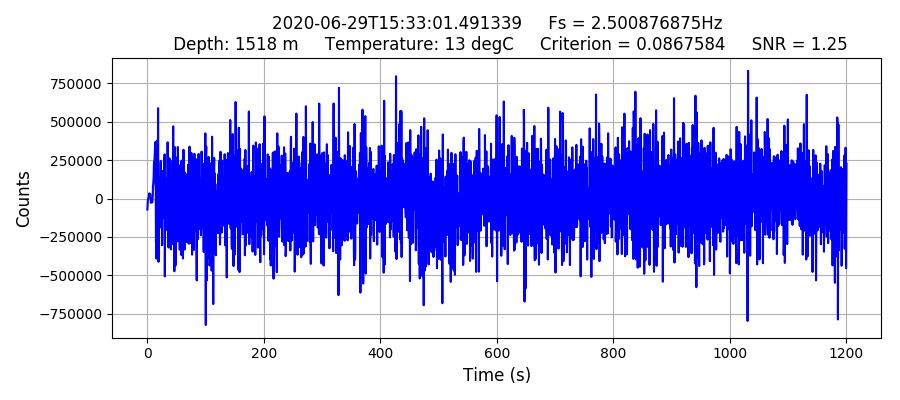 2020-06-29T15:33:01.491339 Fs = 2.500876875Hz
Depth: 1518 m Temperature: 13 degC Criterion = 0.0867584 SNR = 1.25
Counts
750000
500000
250000
0
−250000
−500000
−750000
0 200 400 600 800 1000 1200
Time (s)